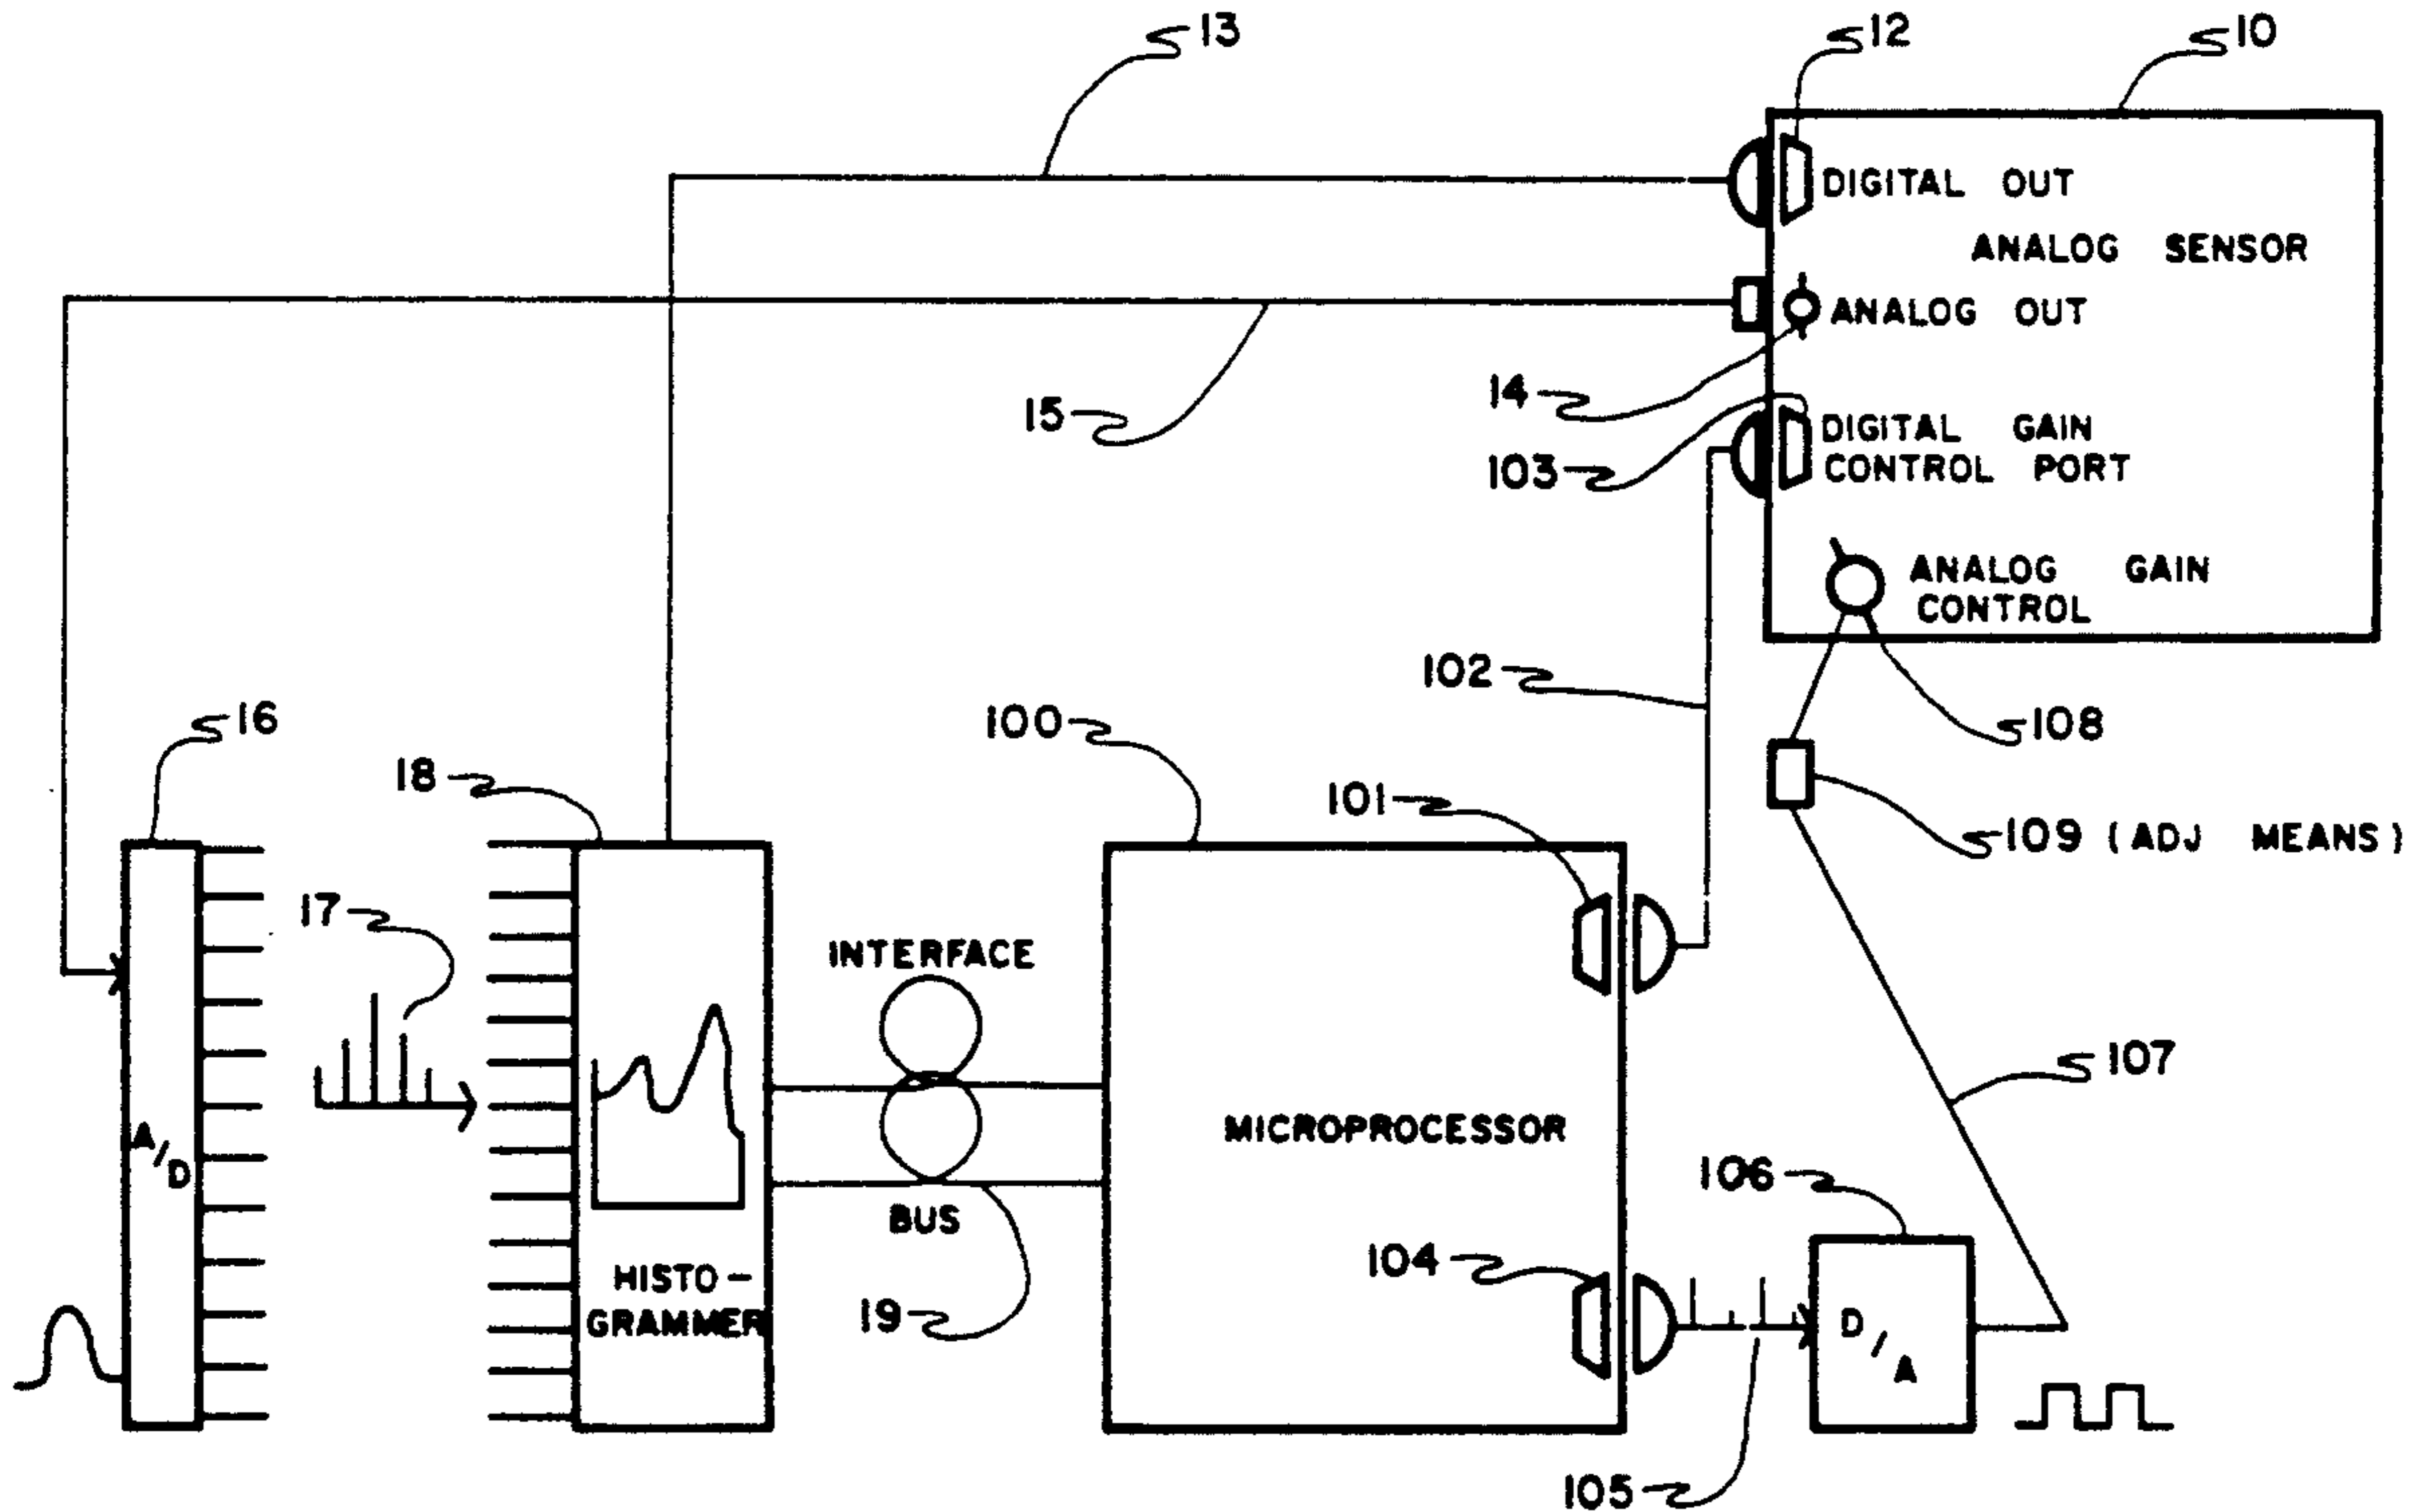 13
12
10
DIGITAL OUT
ANALOG SENSOR
ANALOG OUT
14
15
DIGITAL GAIN
CONTROL PORT
103
ANALOG GAIN
CONTROL
102
108
16
100
18
101
109 (ADJ MEANS)
17
INTERFACE
107
A/D
MICROPROCESSOR
106
BUS
104
HISTO-
GRAMMER
19
D/A
105